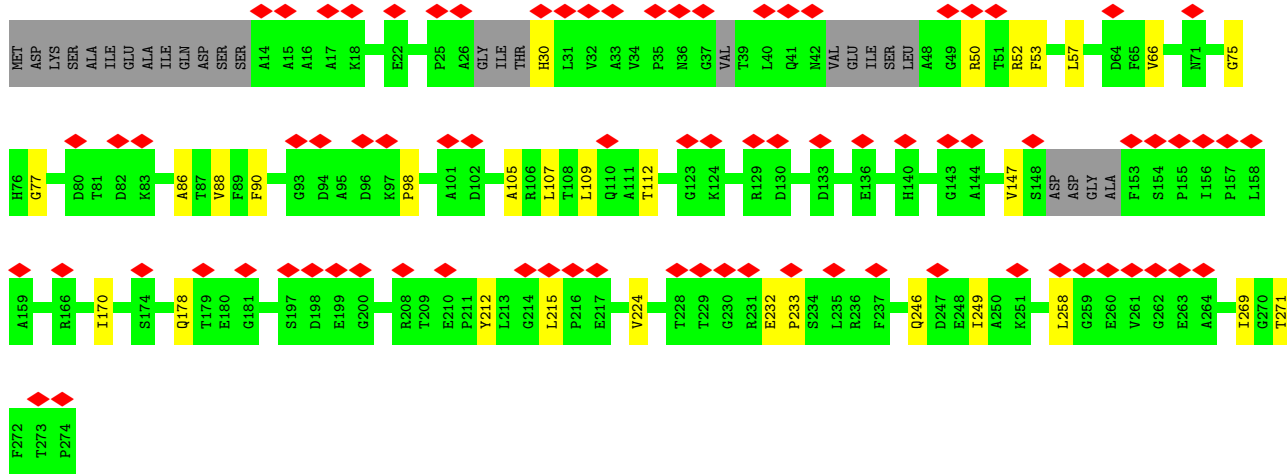 MET ASP LYS SER ALA ILE GLU ALA ILE GLN ASP SER SER A14 A15 A16 A17 K18 E22 P25 A26 GLY ILE THR H30 L31 V32 A33 V34 P35 N36 G37 VAL T39 L40 Q41 N42 VAL GLU ILE SER LEU A48 G49 R50 T51 R52 F53 L57 D64 F65 V66 N71 G75
H76 G77 D80 T81 D82 K83 A86 T87 V88 F89 F90 G93 D94 A95 D96 K97 P98 A101 D102 A105 R106 L107 T108 L109 Q110 A111 T112 G123 K124 R129 D130 D133 E136 H140 G143 A144 V147 S148 ASP ASP GLY ALA F153 S154 P155 I156 P157 L158
A159 R166 I170 S174 Q178 T179 E180 G181 S197 D198 E199 G200 R208 T209 E210 P211 Y212 L213 G214 L215 P216 E217 V224 T228 T229 G230 R231 E232 P233 S234 L235 R236 F237 Q246 D247 E248 I249 A250 K251 L258 G259 E260 V261 G262 E263 A264 I269 G270 T271
F272 T273 P274